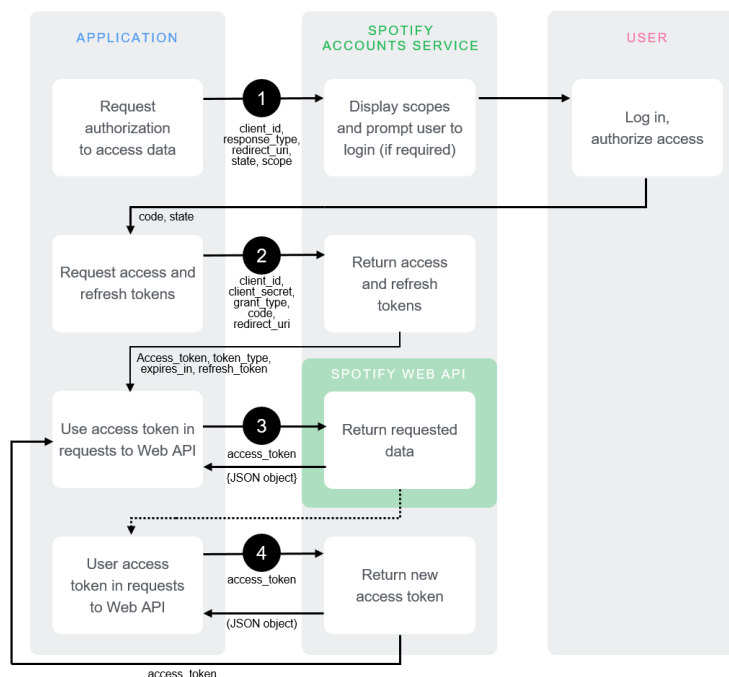 APPLICATION
SPOTIFY
ACCOUNTS SERVICE
USER
Request
authorization
to access data
1
client_id,
response_type,
redirect_uri,
state, scope
Display scopes
and prompt user to
login (if required)
Log in,
authorize access
code, state
Request access and
refresh tokens
2
client_id,
client_secret,
grant_type,
code,
redirect_uri
Return access
and refresh
tokens
Access_token, token_type,
expires_in, refresh_token
SPOTIFY WEB API
Use access token in
requests to Web API
3
access_token
{JSON object}
Return requested
data
User access
token in requests
to Web API
4
access_token
(JSON object)
Return new
access token
access_token